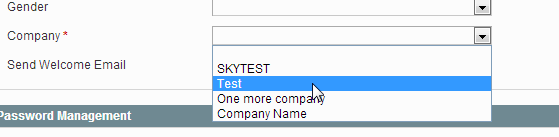 Gender
Company *
Send Welcome Email
SKYTEST
Test
One more company
Company Name
Password Management